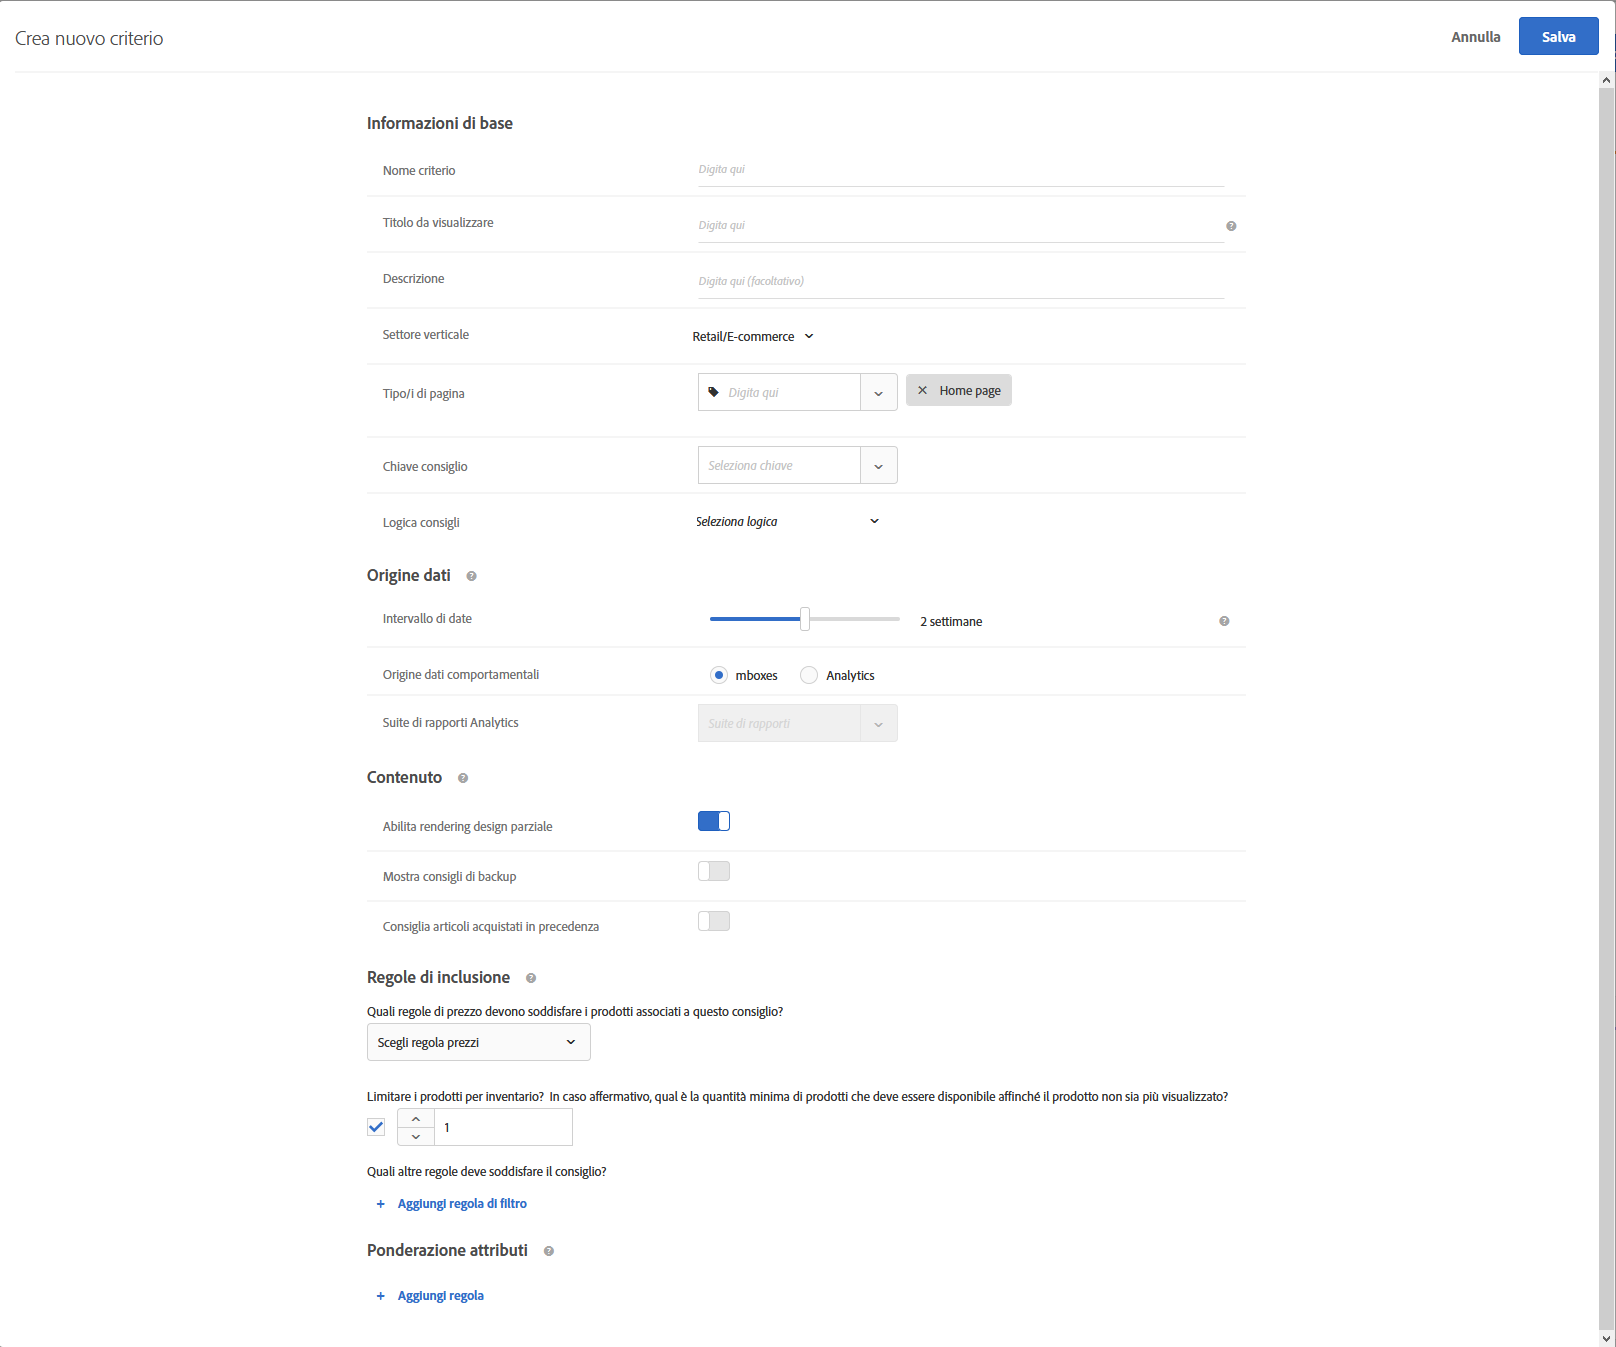 Crea nuovo criterio
Annulla
Salva
Informazioni di base
Nome criterio
Digita qui
Titolo da visualizzare
Digita qui
Descrizione
Digita qui (facoltativo)
Settore verticale
Retail/E-commerce
Tipo/i di pagina
Digita qui
Home page
Chiave consiglio
Seleziona chiave
Logica consigli
Seleziona logica
Origine dati
Intervallo di date
2 settimane
Origine dati comportamentali
mboxes
Analytics
Suite di rapporti Analytics
Suite di rapporti
Contenuto
Abilita rendering design parziale
Mostra consigli di backup
Consiglia articoli acquistati in precedenza
Regole di inclusione
Quali regole di prezzo devono soddisfare i prodotti associati a questo consiglio?
Scegli regola prezzi
Limitare i prodotti per inventario? In caso affermativo, qual è la quantità minima di prodotti che deve essere disponibile affinché il prodotto non sia più visualizzato?
1
Quali altre regole deve soddisfare il consiglio?
+ Aggiungi regola di filtro
Ponderazione attributi
+ Aggiungi regola